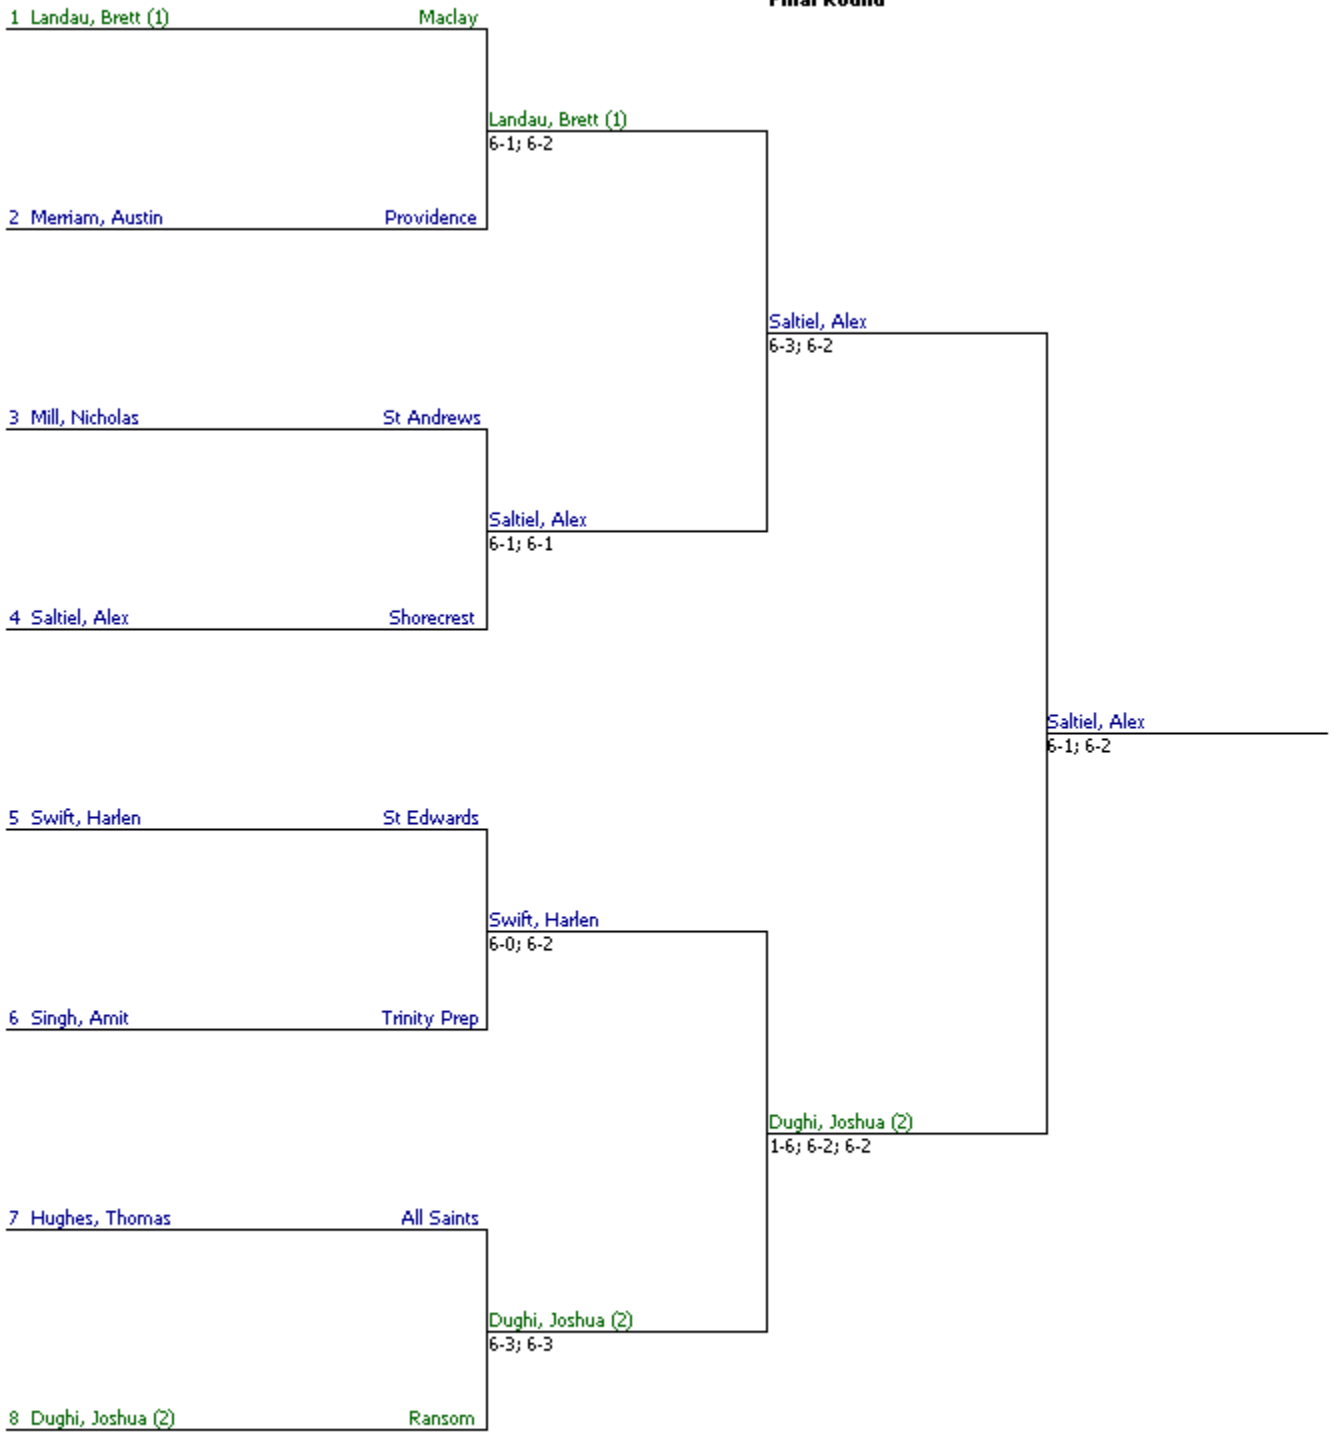 Final Round
1 Landau, Brett (1) Maclay
Landau, Brett (1)
6-1; 6-2
2 Merriam, Austin Providence
Saltiel, Alex
6-3; 6-2
3 Mill, Nicholas St Andrews
Saltiel, Alex
6-1; 6-1
4 Saltiel, Alex Shorecrest
Saltiel, Alex
6-1; 6-2
5 Swift, Harlen St Edwards
Swift, Harlen
6-0; 6-2
6 Singh, Amit Trinity Prep
Dughi, Joshua (2)
1-6; 6-2; 6-2
7 Hughes, Thomas All Saints
Dughi, Joshua (2)
6-3; 6-3
8 Dughi, Joshua (2) Ransom